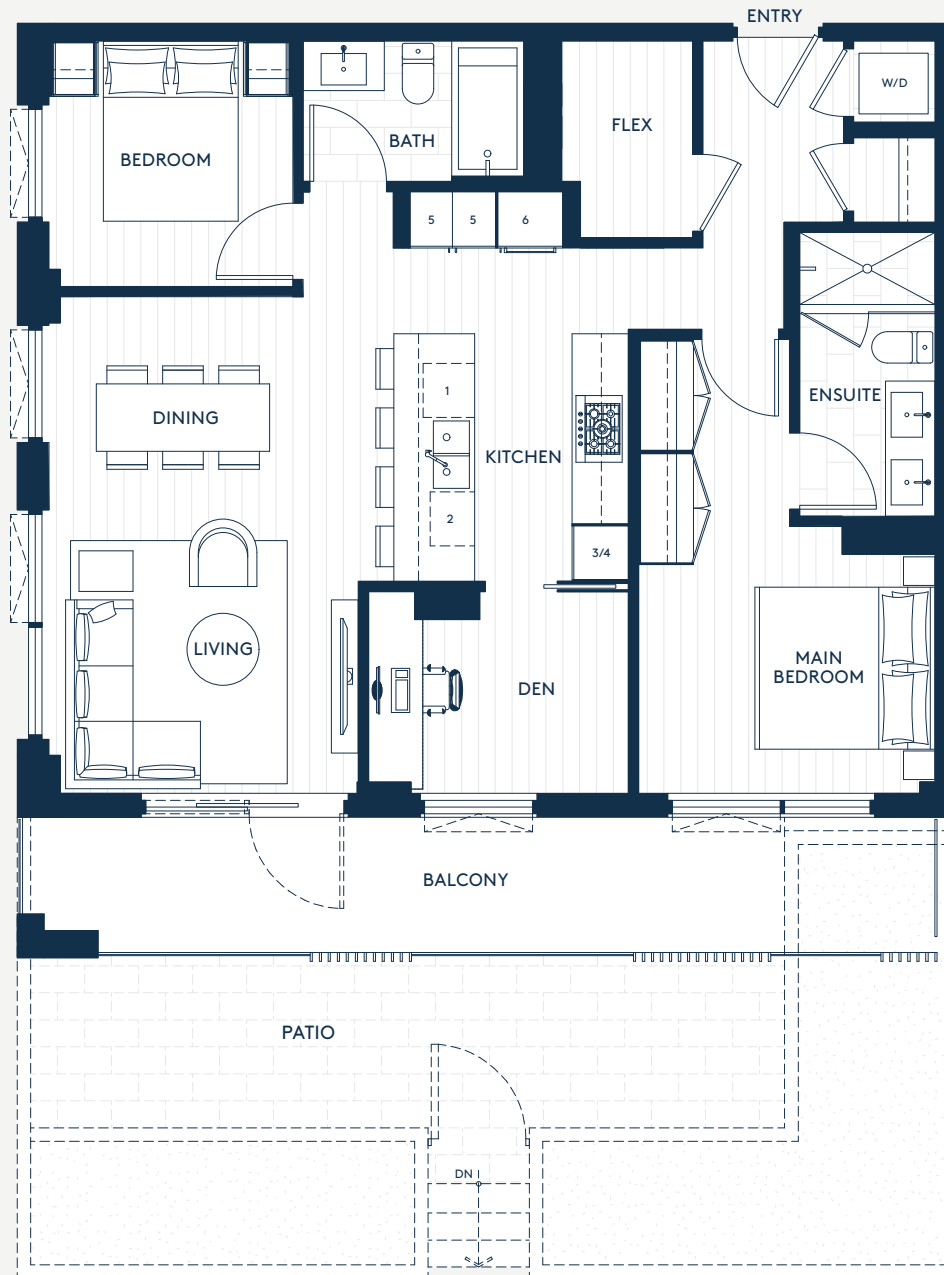 ENTRY
W/D
FLEX
BATH
BEDROOM
5
5
6
DINING
1
ENSUITE
KITCHEN
2
3/4
LIVING
MAIN
BEDROOM
DEN
BALCONY
PATIO
DN